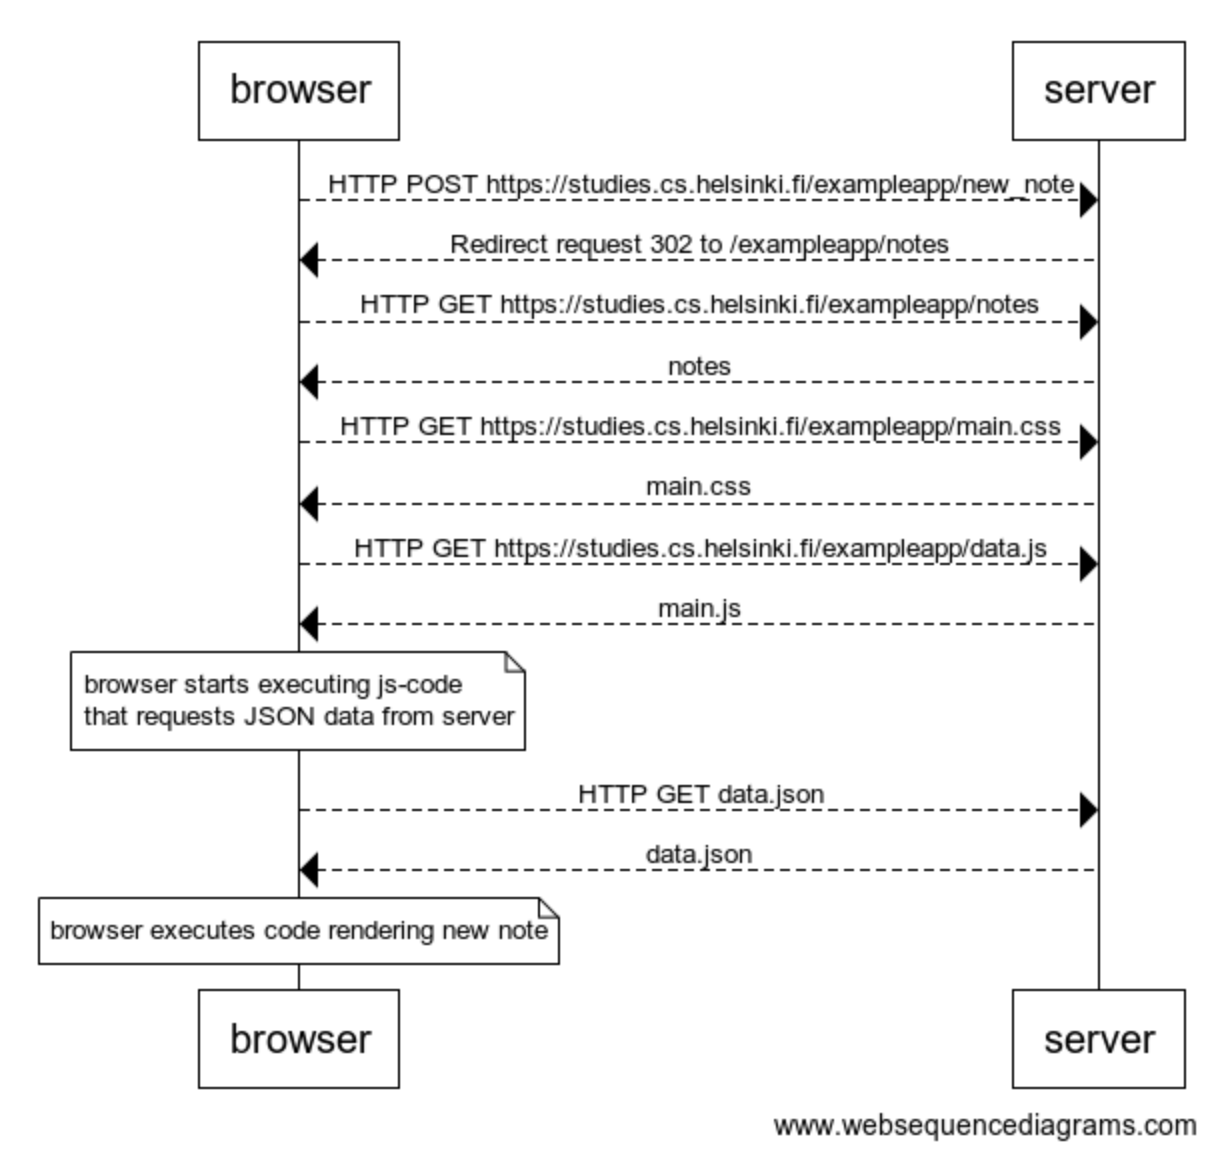 browser
server
HTTP POST https://studies.cs.helsinki.fi/exampleapp/new_note
Redirect request 302 to /exampleapp/notes
HTTP GET https://studies.cs.helsinki.fi/exampleapp/notes
notes
HTTP GET https://studies.cs.helsinki.fi/exampleapp/main.css
main.css
HTTP GET https://studies.cs.helsinki.fi/exampleapp/data.js
main.js
browser starts executing js-code
that requests JSON data from server
HTTP GET data.json
data.json
browser executes code rendering new note
browser
server
www.websequencediagrams.com